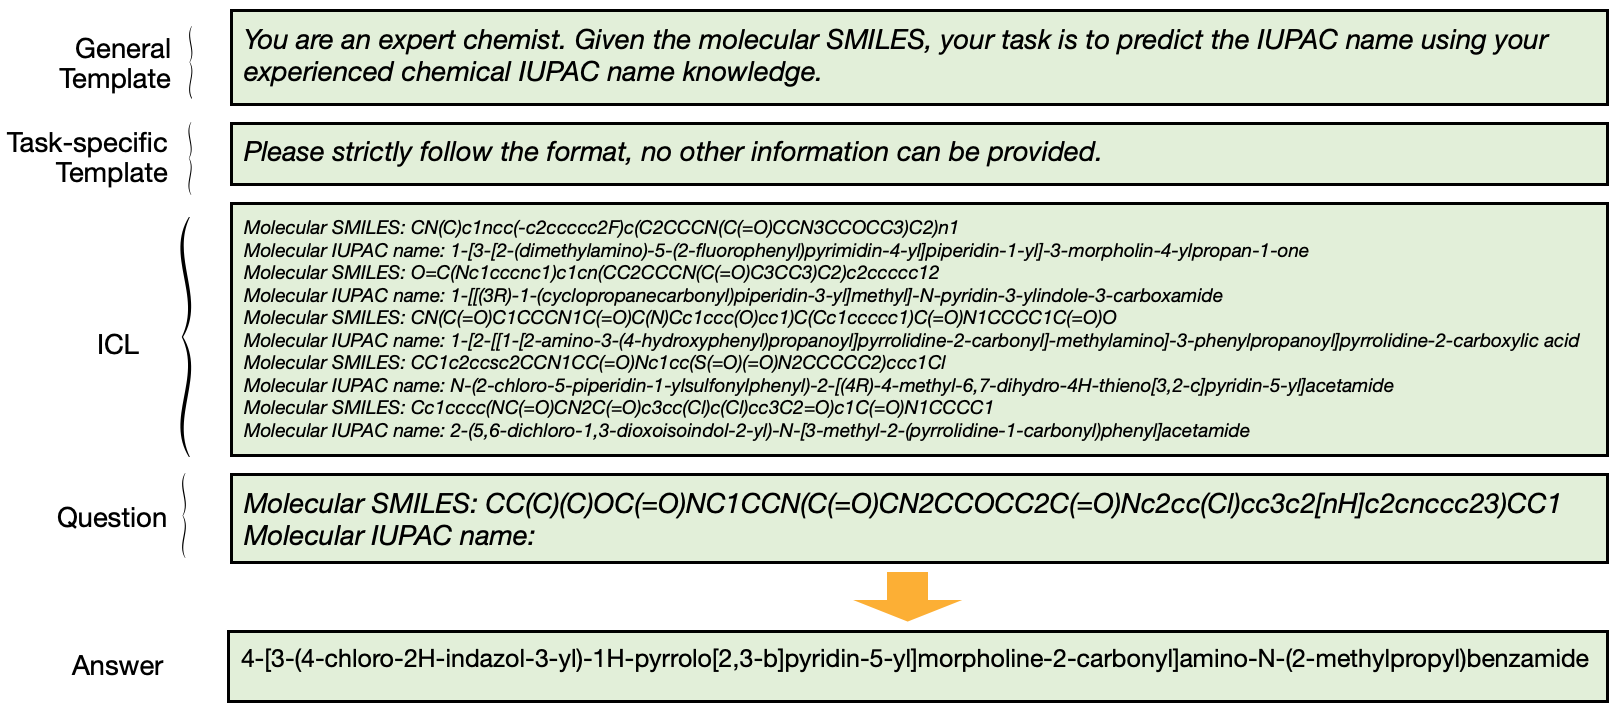 General
Template
You are an expert chemist. Given the molecular SMILES, your task is to predict the IUPAC name using your
experienced chemical IUPAC name knowledge.
Task-specific
Template
Please strictly follow the format, no other information can be provided.
ICL
Molecular SMILES: CN(C)c1ncc(-c2ccccc2F)c(C2CCCN(C(=O)CCN3CCOCC3)C2)n1
Molecular IUPAC name: 1-[3-[2-(dimethylamino)-5-(2-fluorophenyl)pyrimidin-4-yl]piperidin-1-yl]-3-morpholin-4-ylpropan-1-one
Molecular SMILES: O=C(Nc1cccnc1)c1cn(CC2CCCN(C(=O)C3CC3)C2)c2ccccc12
Molecular IUPAC name: 1-[[(3R)-1-(cyclopropanecarbonyl)piperidin-3-yl]methyl]-N-pyridin-3-ylindole-3-carboxamide
Molecular SMILES: CN(C(=O)C1CCCN1C(=O)C(N)Cc1ccc(O)cc1)C(Cc1ccccc1)C(=O)N1CCCC1C(=O)O
Molecular IUPAC name: 1-[2-[[1-[2-amino-3-(4-hydroxyphenyl)propanoyl]pyrrolidine-2-carbonyl]-methylamino]-3-phenylpropanoyl]pyrrolidine-2-carboxylic acid
Molecular SMILES: CC1c2ccsc2CCN1CC(=O)Nc1cc(S(=O)(=O)N2CCCCC2)ccc1Cl
Molecular IUPAC name: N-(2-chloro-5-piperidin-1-ylsulfonylphenyl)-2-[(4R)-4-methyl-6,7-dihydro-4H-thieno[3,2-c]pyridin-5-yl]acetamide
Molecular SMILES: Cc1cccc(NC(=O)CN2C(=O)c3cc(Cl)c(Cl)cc3C2=O)c1C(=O)N1CCCC1
Molecular IUPAC name: 2-(5,6-dichloro-1,3-dioxoisoindol-2-yl)-N-[3-methyl-2-(pyrrolidine-1-carbonyl)phenyl]acetamide
Question
Molecular SMILES: CC(C)(C)OC(=O)NC1CCN(C(=O)CN2CCOCC2C(=O)Nc2cc(Cl)cc3c2[nH]c2cnccc23)CC1
Molecular IUPAC name:
Answer
4-[3-(4-chloro-2H-indazol-3-yl)-1H-pyrrolo[2,3-b]pyridin-5-yl]morpholine-2-carbonyl]amino-N-(2-methylpropyl)benzamide